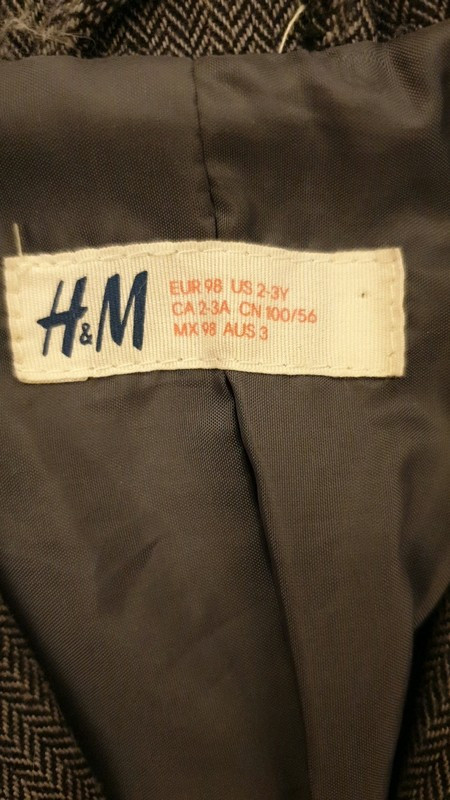 H&M
EUR 98 US 2-3Y
CA 2-3A CN 100/56
MX 98 AUS 3